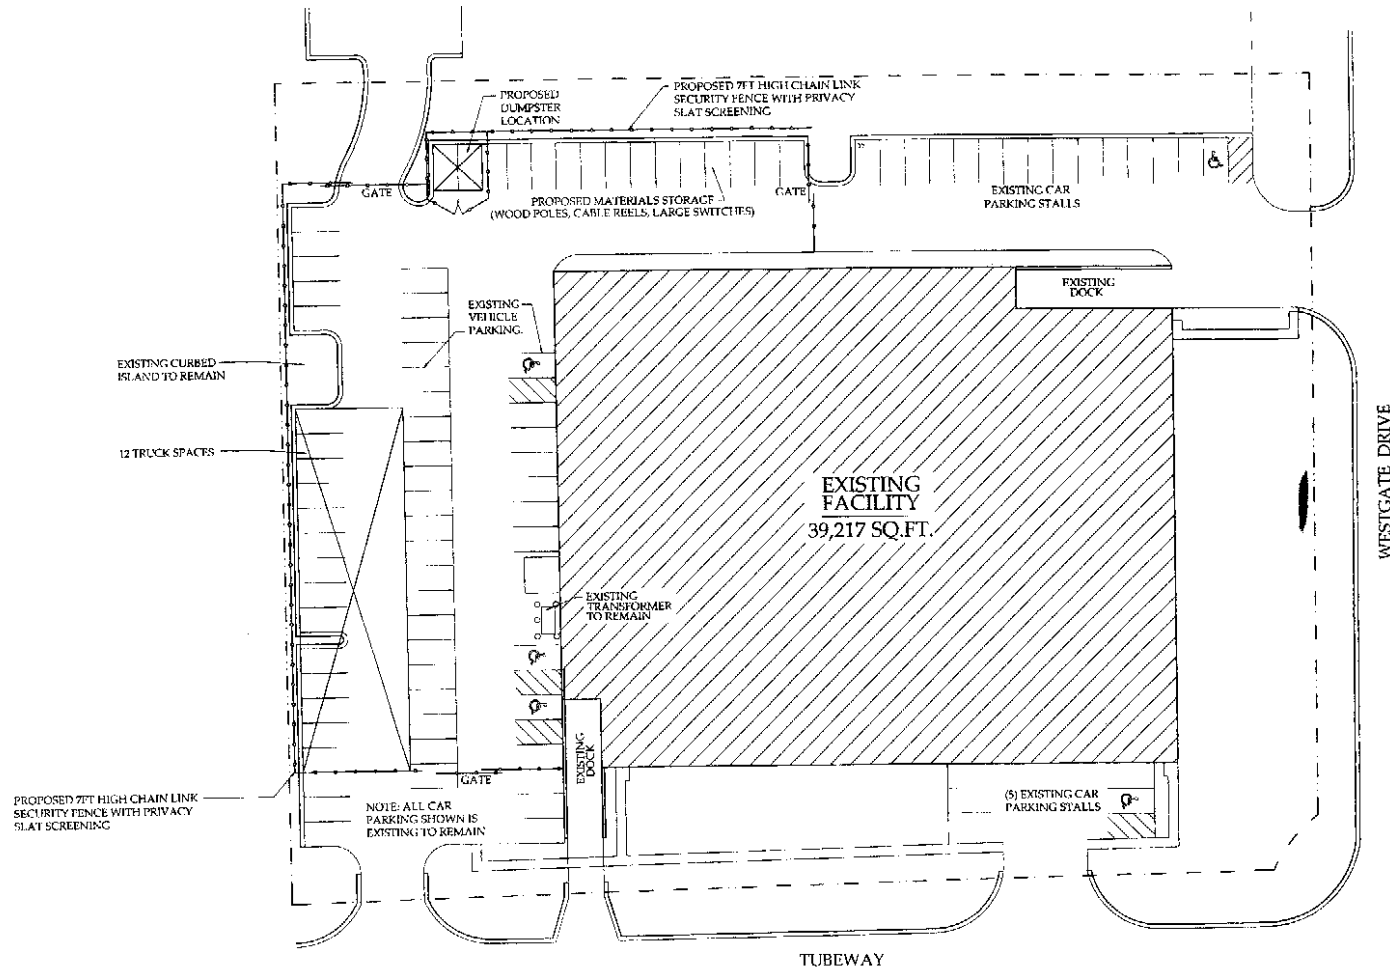 PROPOSED
DUMPSTER
LOCATION
PROPOSED 7FT HIGH CHAIN LINK
SECURITY FENCE WITH PRIVACY
SLAT SCREENING
GATE
PROPOSED MATERIALS STORAGE
(WOOD POLES, CABLE REELS, LARGE SWITCHES)
GATE
EXISTING CAR
PARKING STALLS
EXISTING
DOCK
EXISTING
VEHICLE
PARKING.
EXISTING CURBED
ISLAND TO REMAIN
12 TRUCK SPACES
EXISTING
FACILITY
39,217 SQ.FT.
WESTGATE DRIVE
EXISTING
TRANSFORMER
TO REMAIN
EXISTING
DOCK
GATE
PROPOSED 7FT HIGH CHAIN LINK
SECURITY FENCE WITH PRIVACY
SLAT SCREENING
NOTE: ALL CAR
PARKING SHOWN IS
EXISTING TO REMAIN
(5) EXISTING CAR
PARKING STALLS
TUBEWAY